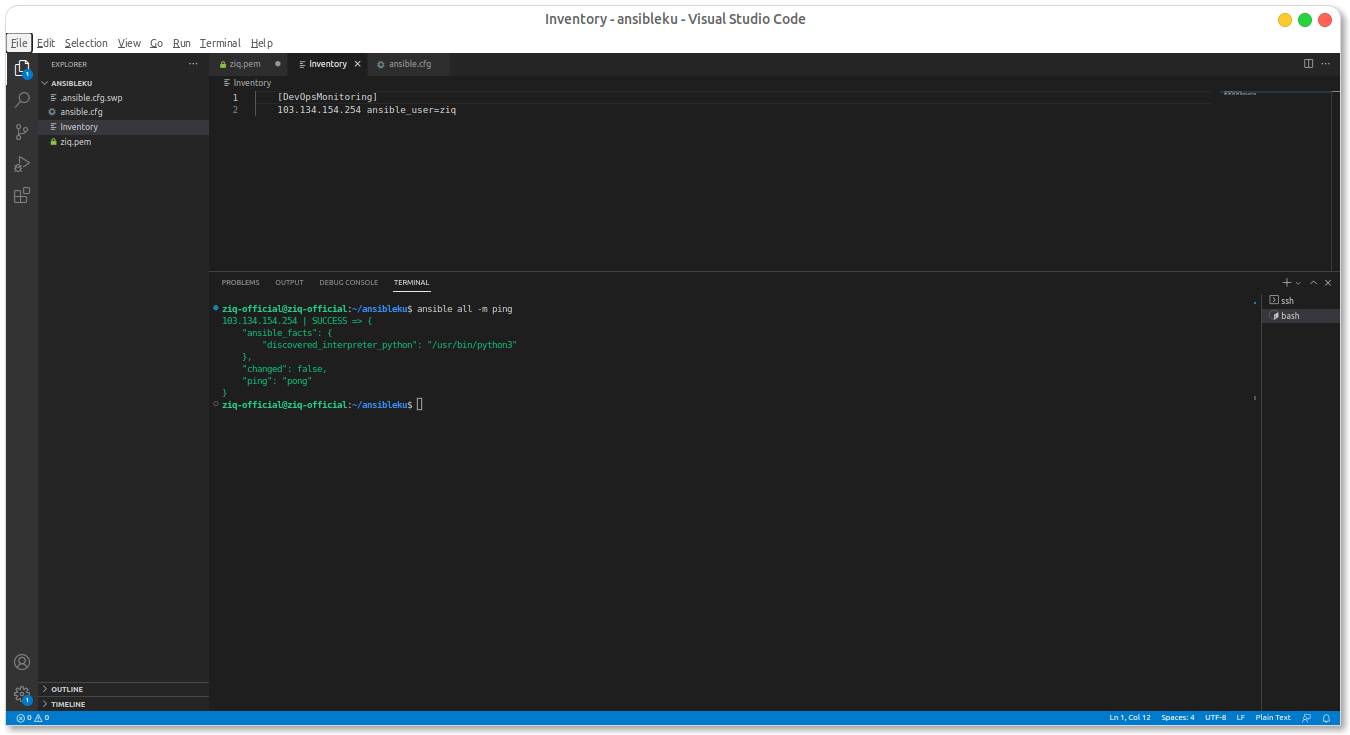 Inventory - ansibleku - Visual Studio Code
File Edit Selection View Go Run Terminal Help
EXPLORER
ANSIBLEKU
.ansible.cfg.swp
ansible.cfg
Inventory
ziq.pem
OUTLINE
TIMELINE
ziq.pem Inventory ansible.cfg
Inventory
1 [DevOpsMonitoring]
2 103.134.154.254 ansible_user=ziq
PROBLEMS OUTPUT DEBUG CONSOLE TERMINAL
ziq-official@ziq-official:~/ansibleku$ ansible all -m ping
103.134.154.254 | SUCCESS => {
    "ansible_facts": {
        "discovered_interpreter_python": "/usr/bin/python3"
    },
    "changed": false,
    "ping": "pong"
}
ziq-official@ziq-official:~/ansibleku$
ssh
bash
1
1
0 0
Ln 1, Col 12 Spaces: 4 UTF-8 LF Plain Text